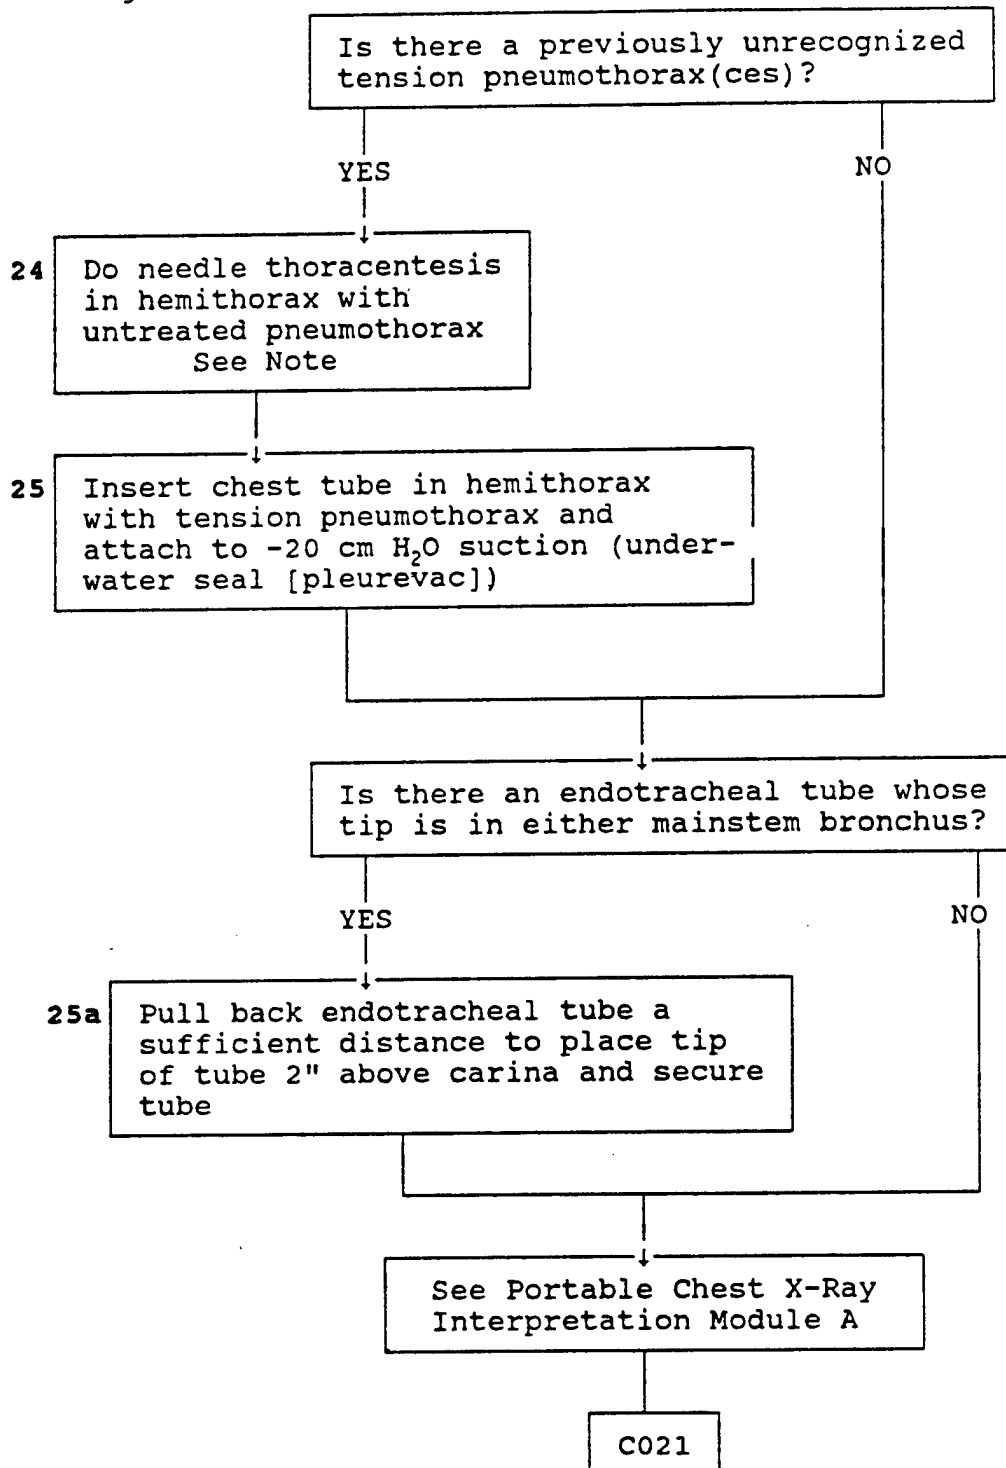 Is there a previously unrecognized
tension pneumothorax(ces)?
YES
NO
24
Do needle thoracentesis
in hemithorax with
untreated pneumothorax
See Note
25
Insert chest tube in hemithorax
with tension pneumothorax and
attach to -20 cm H₂O suction (under-
water seal [pleurevac])
Is there an endotracheal tube whose
tip is in either mainstem bronchus?
YES
NO
25a
Pull back endotracheal tube a
sufficient distance to place tip
of tube 2" above carina and secure
tube
See Portable Chest X-Ray
Interpretation Module A
C021